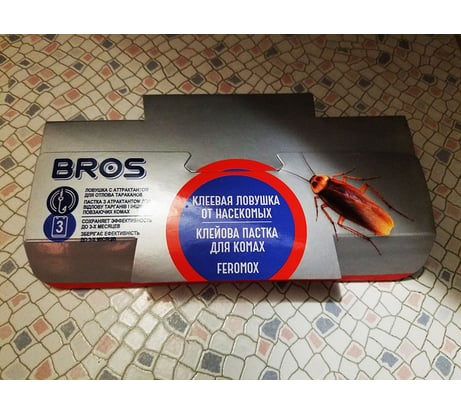 BROS
ЛОВУШКА С АТТРАКТАНТОМ
ДЛЯ ОТЛОВА ТАРАКАНОВ
ПАСТКА З АТРАКТАНТОМ ДЛЯ
ВІДЛОВУ ТАРГАНІВ І ІНШИХ
ПОВЗАЮЧИХ КОМАХ
3
СОХРАНЯЕТ ЭФФЕКТИВНОСТЬ
ДО 3-Х МЕСЯЦЕВ
ЗБЕРІГАЄ ЕФЕКТИВНІСТЬ
КЛЕЕВАЯ ЛОВУШКА
ОТ НАСЕКОМЫХ
КЛЕЙОВА ПАСТКА
ДЛЯ КОМАХ
FEROMOX